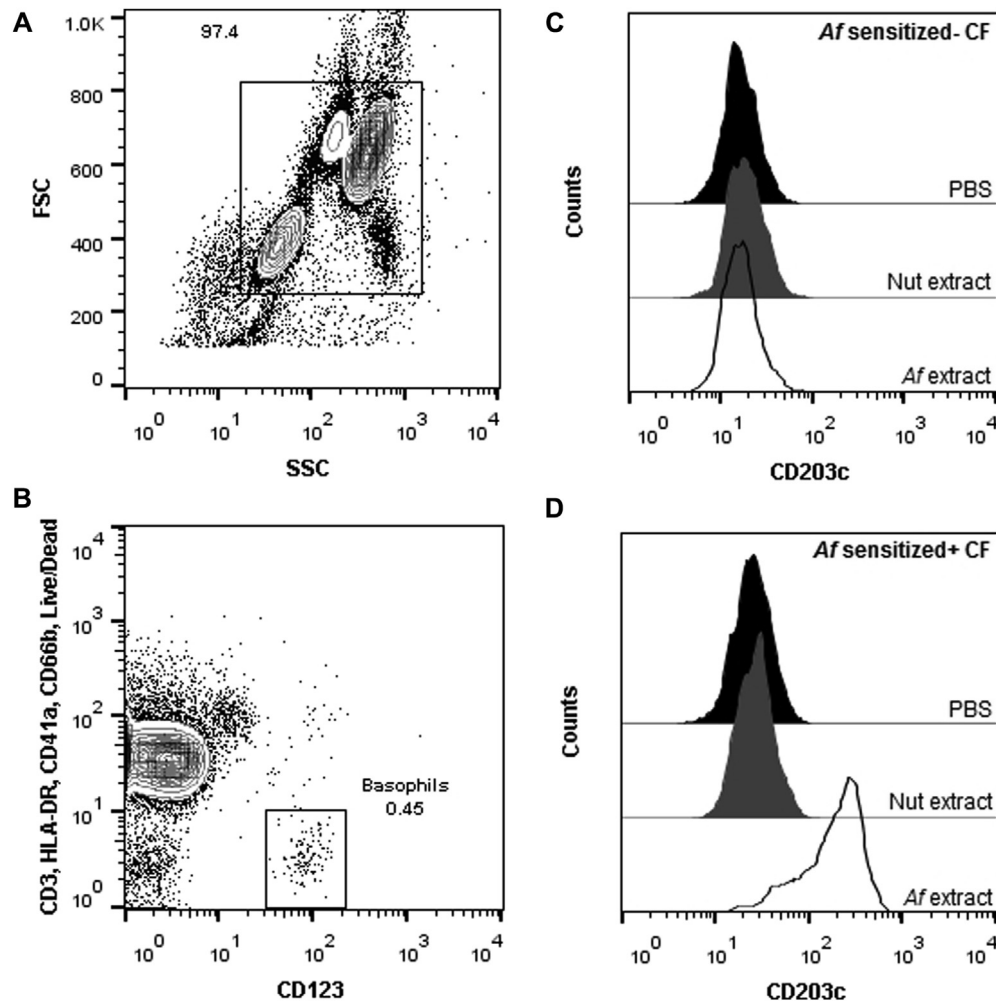 A
97.4
1.0K
800
600
400
200
0
FSC
10^0
10^1
10^2
10^3
10^4
SSC
B
CD3, HLA-DR, CD41a, CD66b, Live/Dead
10^4
10^3
10^2
10^1
10^0
Basophils
0.45
10^0
10^1
10^2
10^3
10^4
CD123
C
Af sensitized- CF
Counts
PBS
Nut extract
Af extract
10^0
10^1
10^2
10^3
10^4
CD203c
D
Af sensitized+ CF
Counts
PBS
Nut extract
Af extract
10^0
10^1
10^2
10^3
10^4
CD203c